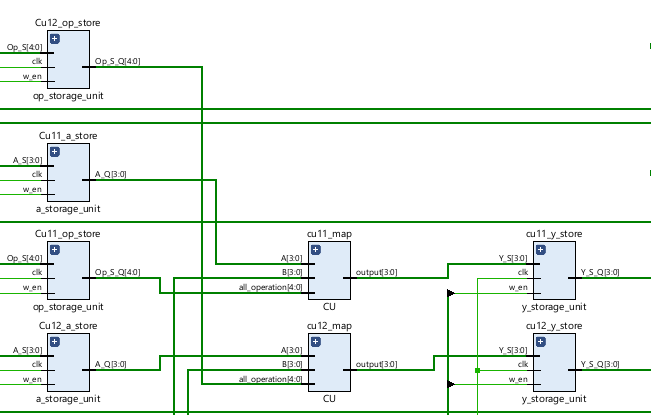 Cu12_op_store
Op_S[4:0]
clk
w_en
Op_S_Q[4:0]
op_storage_unit
Cu11_a_store
A_S[3:0]
clk
w_en
A_Q[3:0]
a_storage_unit
Cu11_op_store
Op_S[4:0]
clk
w_en
Op_S_Q[4:0]
op_storage_unit
cu11_map
A[3:0]
B[3:0]
all_operation[4:0]
output[3:0]
CU
cu11_y_store
Y_S[3:0]
clk
w_en
Y_S_Q[3:0]
y_storage_unit
Cu12_a_store
A_S[3:0]
clk
w_en
A_Q[3:0]
a_storage_unit
cu12_map
A[3:0]
B[3:0]
all_operation[4:0]
output[3:0]
CU
cu12_y_store
Y_S[3:0]
clk
w_en
Y_S_Q[3:0]
y_storage_unit